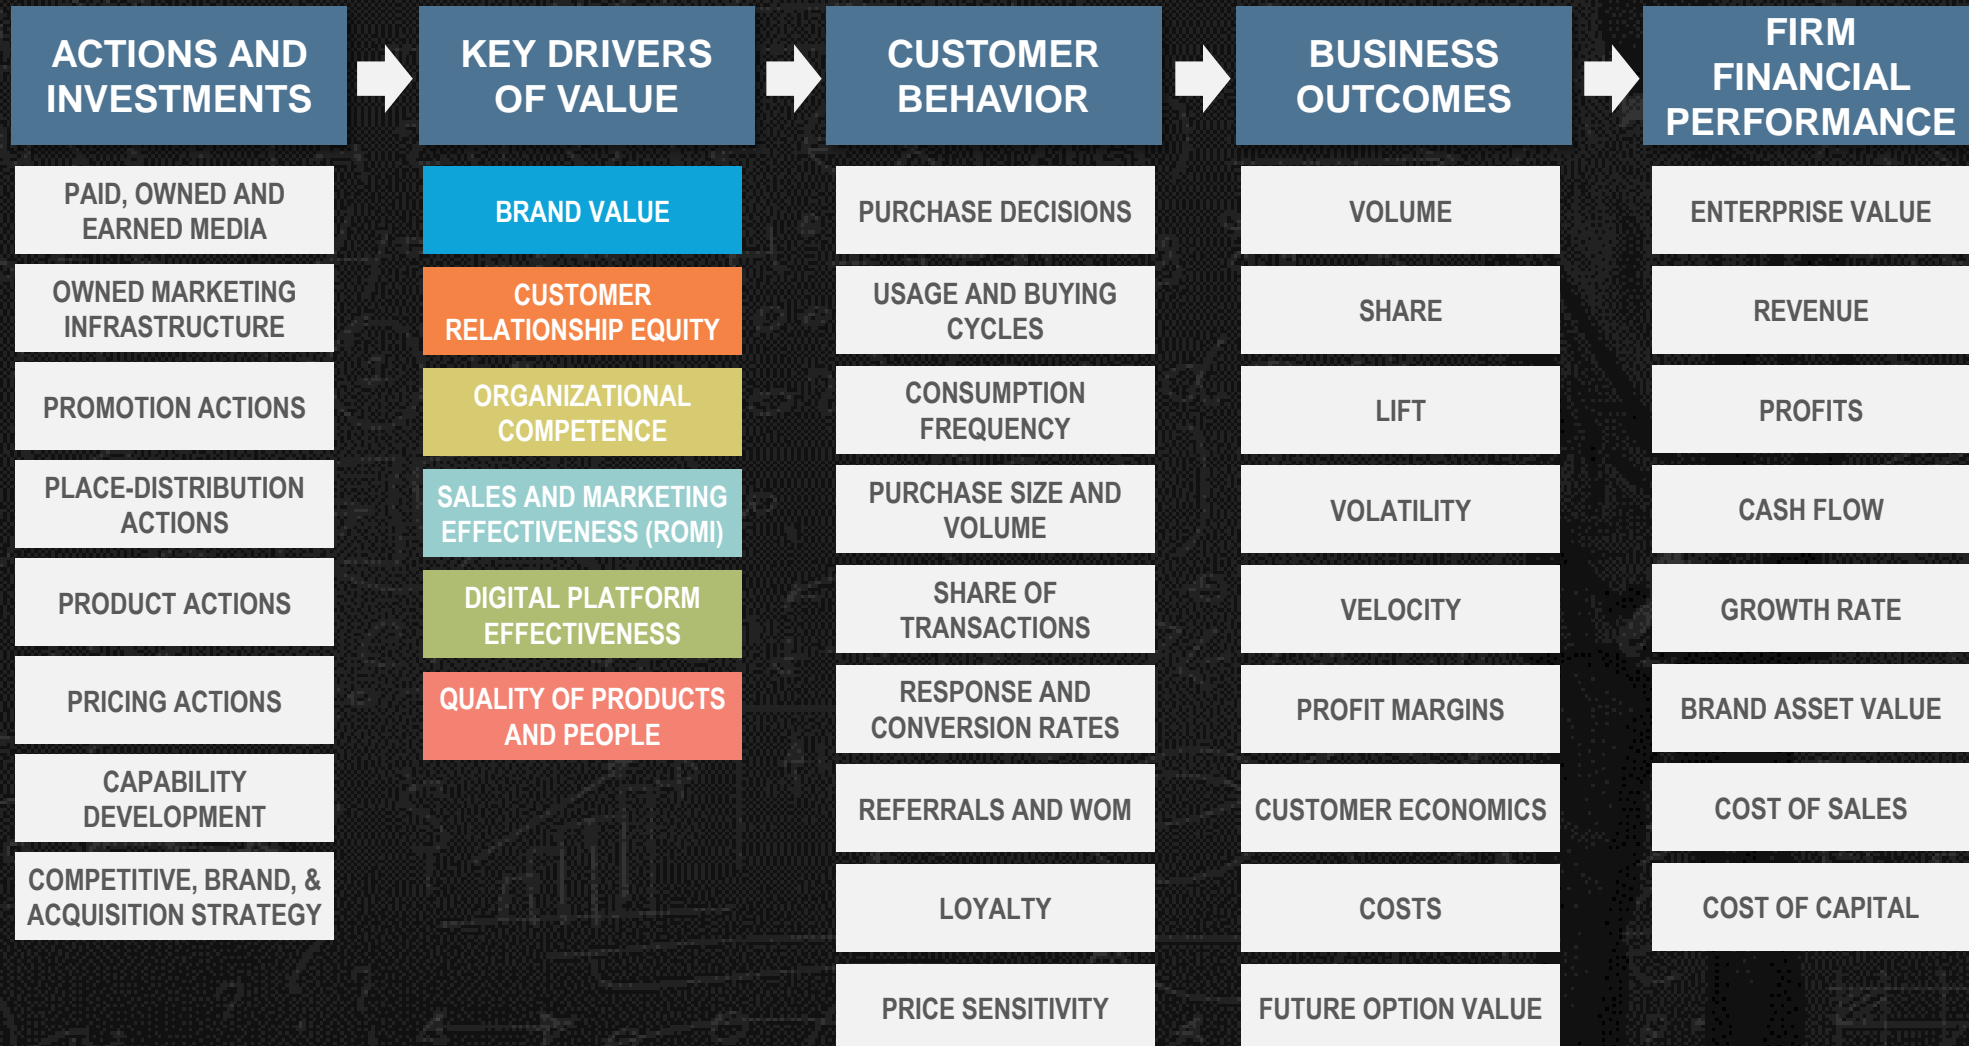 ACTIONS AND
INVESTMENTS
PAID, OWNED AND
EARNED MEDIA
OWNED MARKETING
INFRASTRUCTURE
PROMOTION ACTIONS
PLACE-DISTRIBUTION
ACTIONS
PRODUCT ACTIONS
PRICING ACTIONS
CAPABILITY
DEVELOPMENT
COMPETITIVE, BRAND, &
ACQUISITION STRATEGY
KEY DRIVERS
OF VALUE
BRAND VALUE
CUSTOMER
RELATIONSHIP EQUITY
ORGANIZATIONAL
COMPETENCE
SALES AND MARKETING
EFFECTIVENESS (ROMI)
DIGITAL PLATFORM
EFFECTIVENESS
QUALITY OF PRODUCTS
AND PEOPLE
CUSTOMER
BEHAVIOR
PURCHASE DECISIONS
USAGE AND BUYING
CYCLES
CONSUMPTION
FREQUENCY
PURCHASE SIZE AND
VOLUME
SHARE OF
TRANSACTIONS
RESPONSE AND
CONVERSION RATES
REFERRALS AND WOM
LOYALTY
PRICE SENSITIVITY
BUSINESS
OUTCOMES
VOLUME
SHARE
LIFT
VOLATILITY
VELOCITY
PROFIT MARGINS
CUSTOMER ECONOMICS
COSTS
FUTURE OPTION VALUE
FIRM
FINANCIAL
PERFORMANCE
ENTERPRISE VALUE
REVENUE
PROFITS
CASH FLOW
GROWTH RATE
BRAND ASSET VALUE
COST OF SALES
COST OF CAPITAL